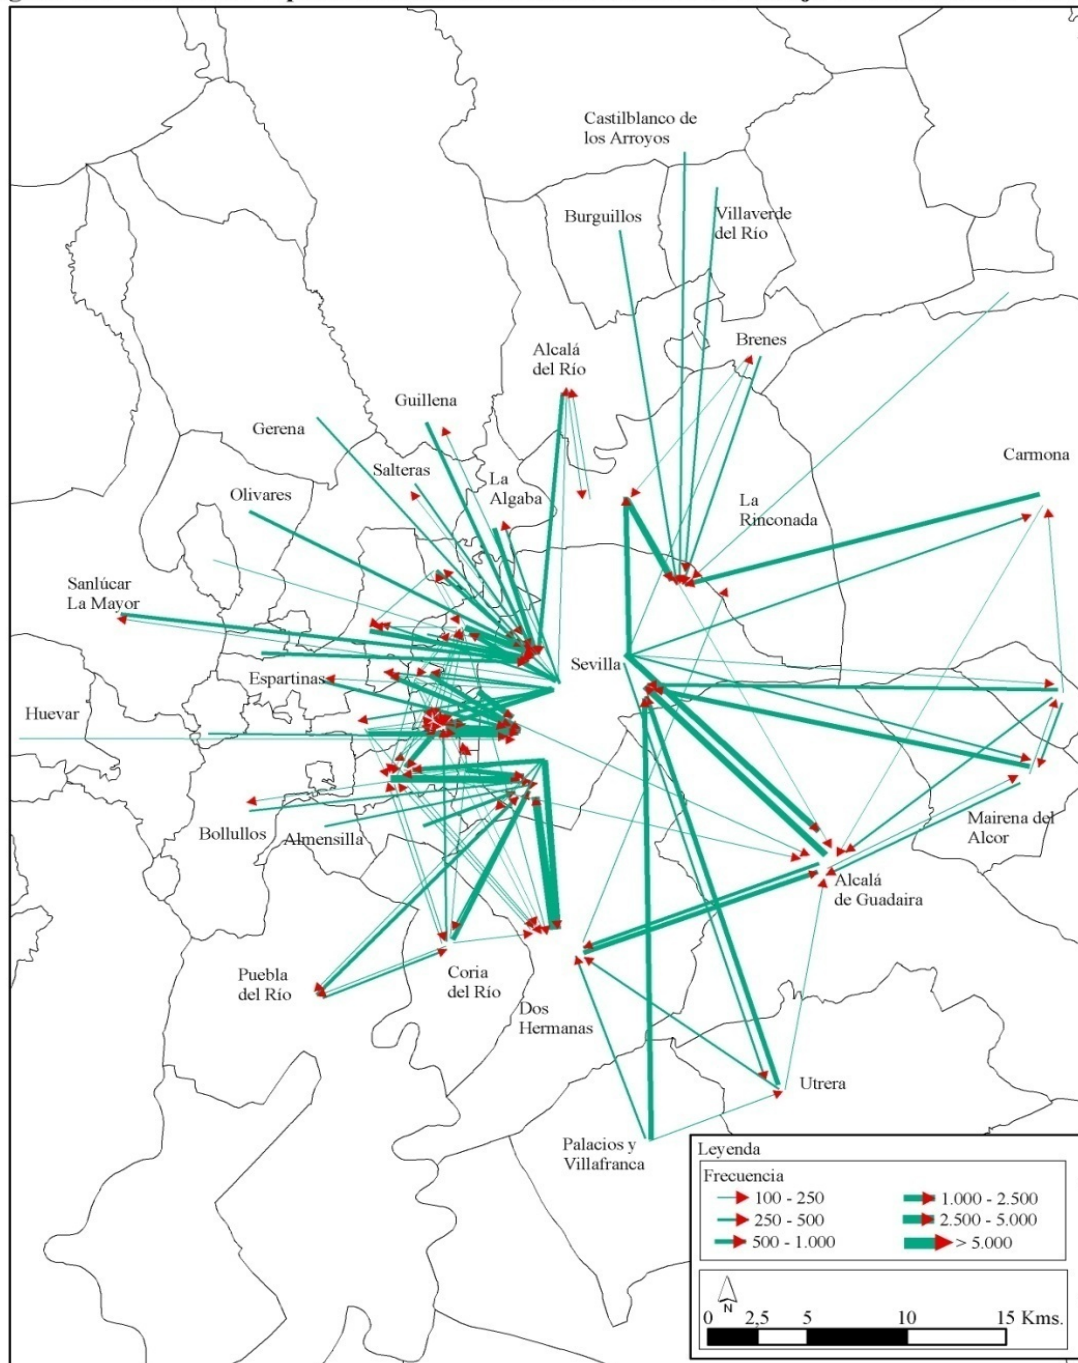 Castilblanco de
los Arroyos
Burguillos
Villaverde
del Río
Brenes
Alcalá
del Río
Guillena
Gerena
Carmona
Salteras
La
Algaba
Olivares
La
Rinconada
Sanlúcar
La Mayor
Sevilla
Espartinas
Huevar
Mairena del
Alcor
Bollullos
Almensilla
Alcalá
de Guadaira
Puebla
del Río
Coria
del Río
Dos
Hermanas
Utrera
Palacios y
Villafranca
Leyenda
Frecuencia
100 - 250
250 - 500
500 - 1.000
1.000 - 2.500
2.500 - 5.000
> 5.000
N
0 2,5 5 10 15 Kms.